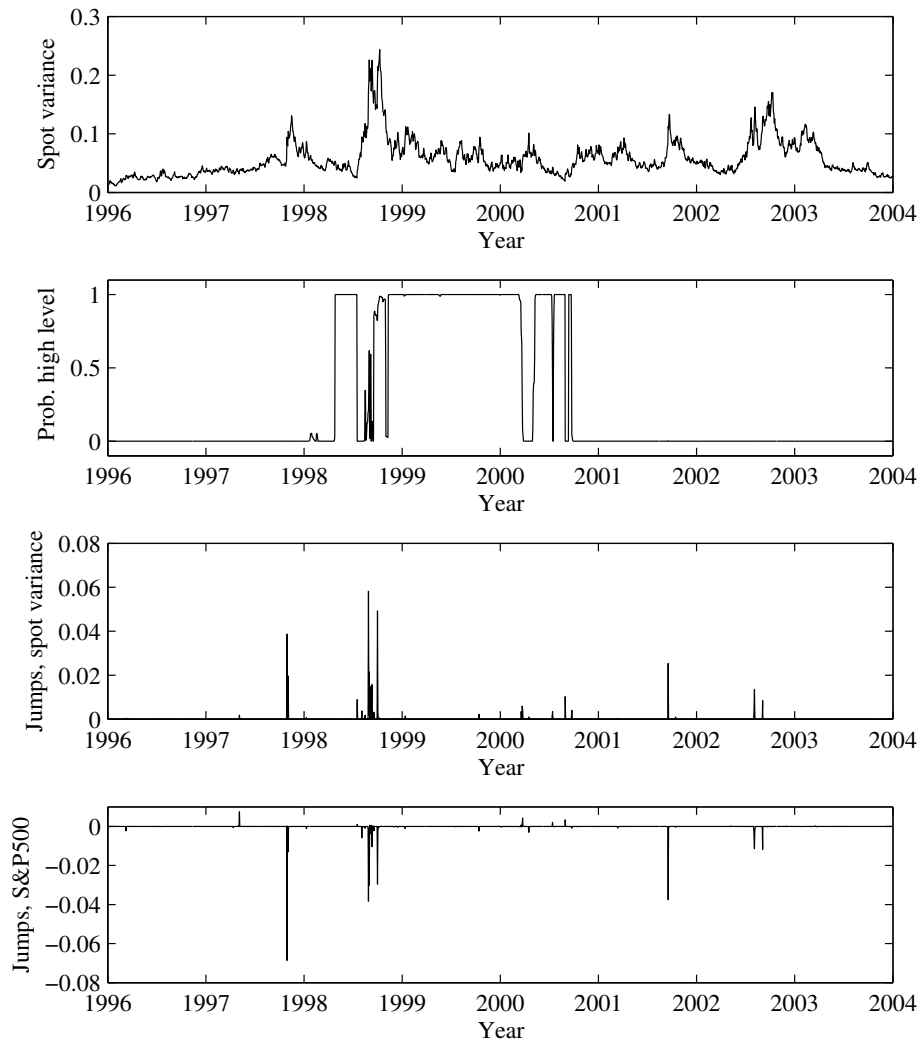 Spot variance
0.3
0.2
0.1
0
1996 1997 1998 1999 2000 2001 2002 2003 2004
Year
Prob. high level
1
0.5
0
1996 1997 1998 1999 2000 2001 2002 2003 2004
Year
Jumps, spot variance
0.08
0.06
0.04
0.02
0
1996 1997 1998 1999 2000 2001 2002 2003 2004
Year
Jumps, S&P500
0
−0.02
−0.04
−0.06
−0.08
1996 1997 1998 1999 2000 2001 2002 2003 2004
Year